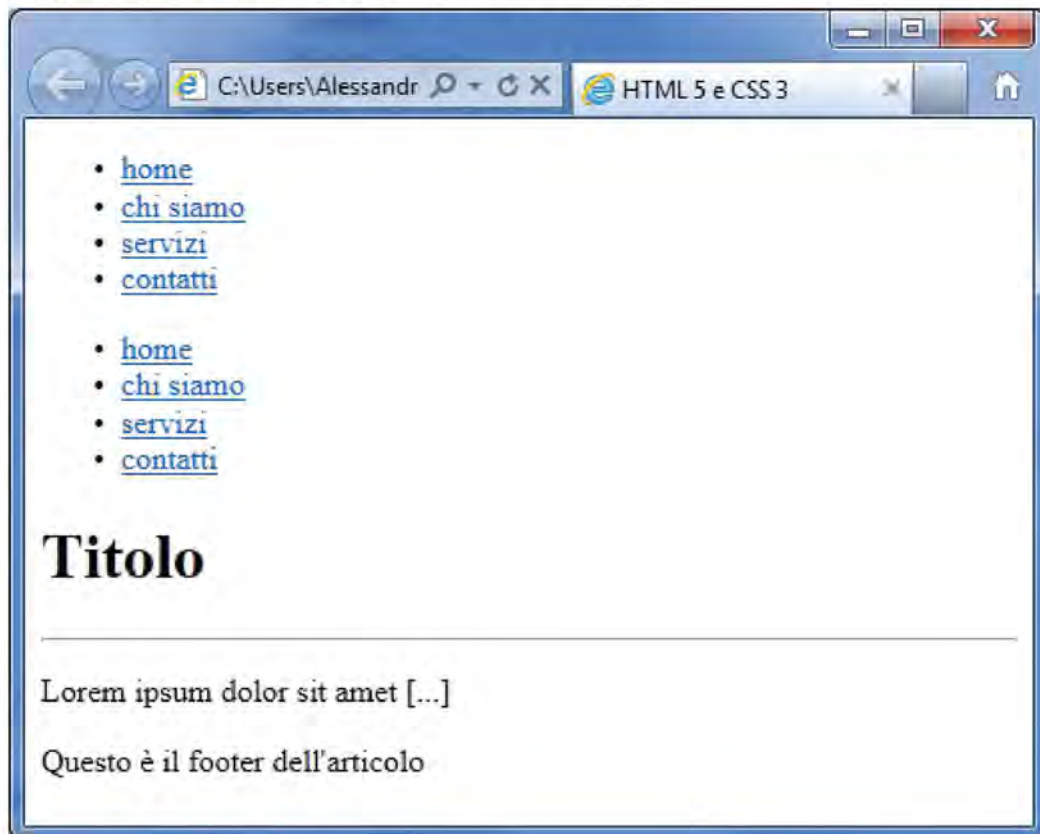 C:\Users\Alessandr
HTML 5 e CSS 3
• home
• chi siamo
• servizi
• contatti
• home
• chi siamo
• servizi
• contatti
Titolo
Lorem ipsum dolor sit amet [...]
Questo è il footer dell'articolo